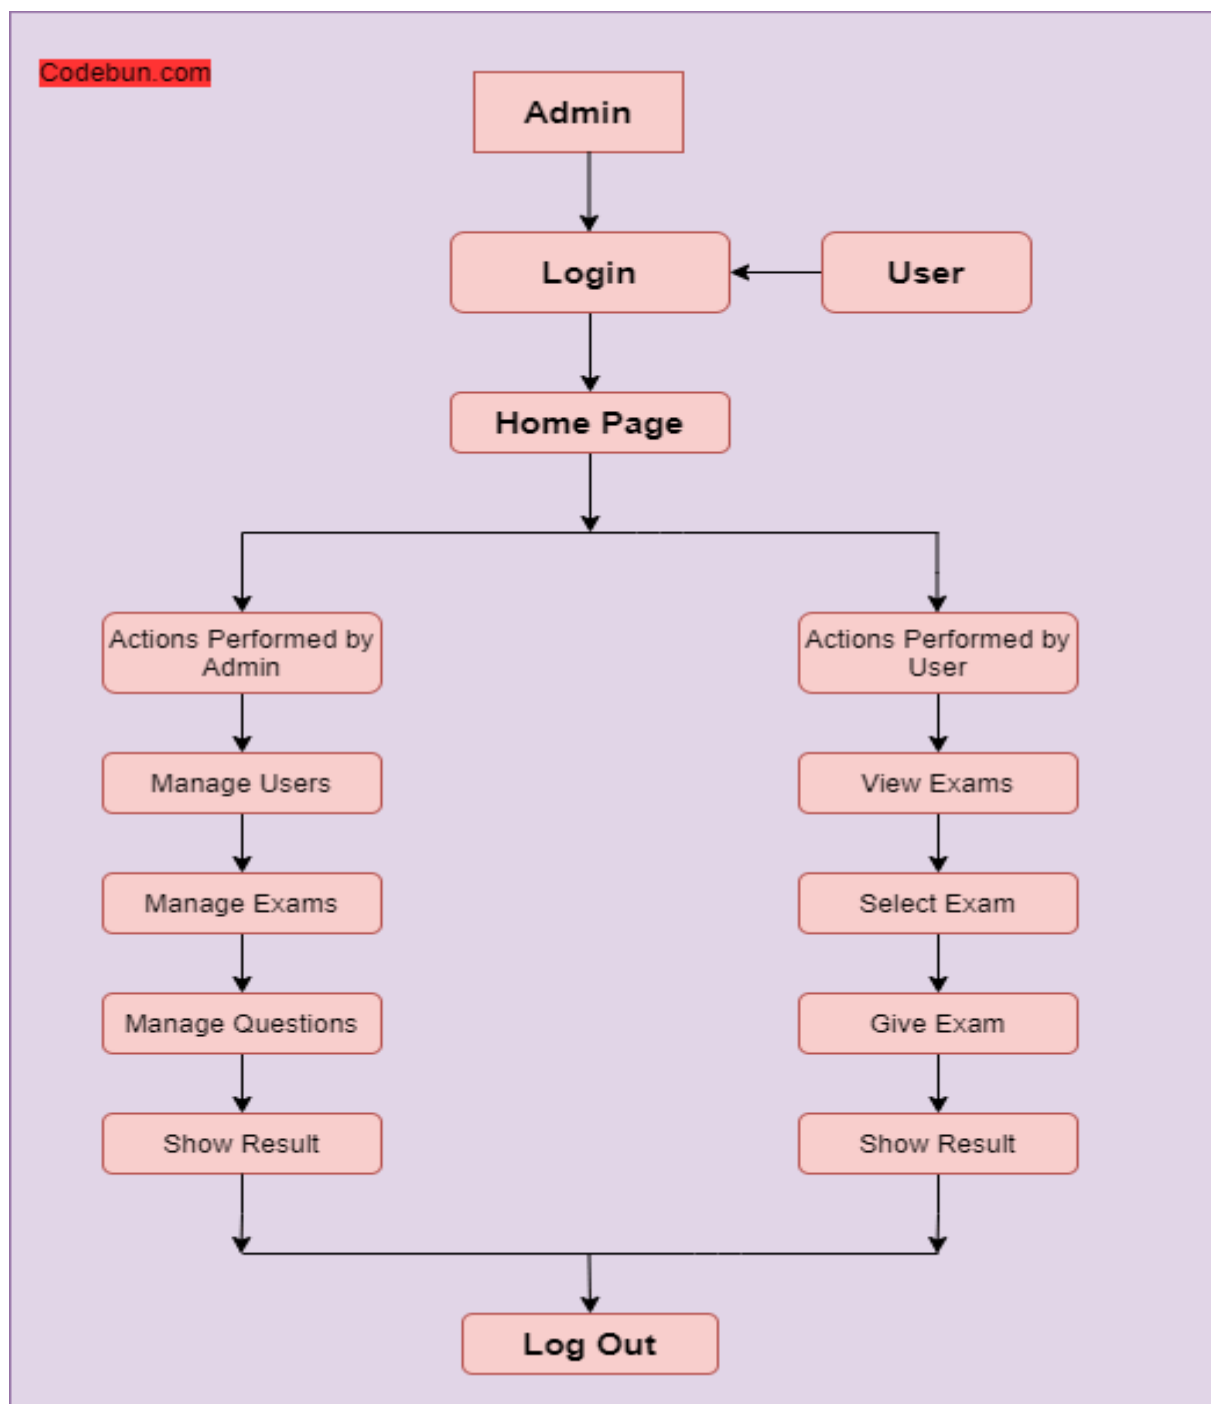 Codebun.com
Admin
Login
User
Home Page
Actions Performed by
Admin
Actions Performed by
User
Manage Users
View Exams
Manage Exams
Select Exam
Manage Questions
Give Exam
Show Result
Show Result
Log Out